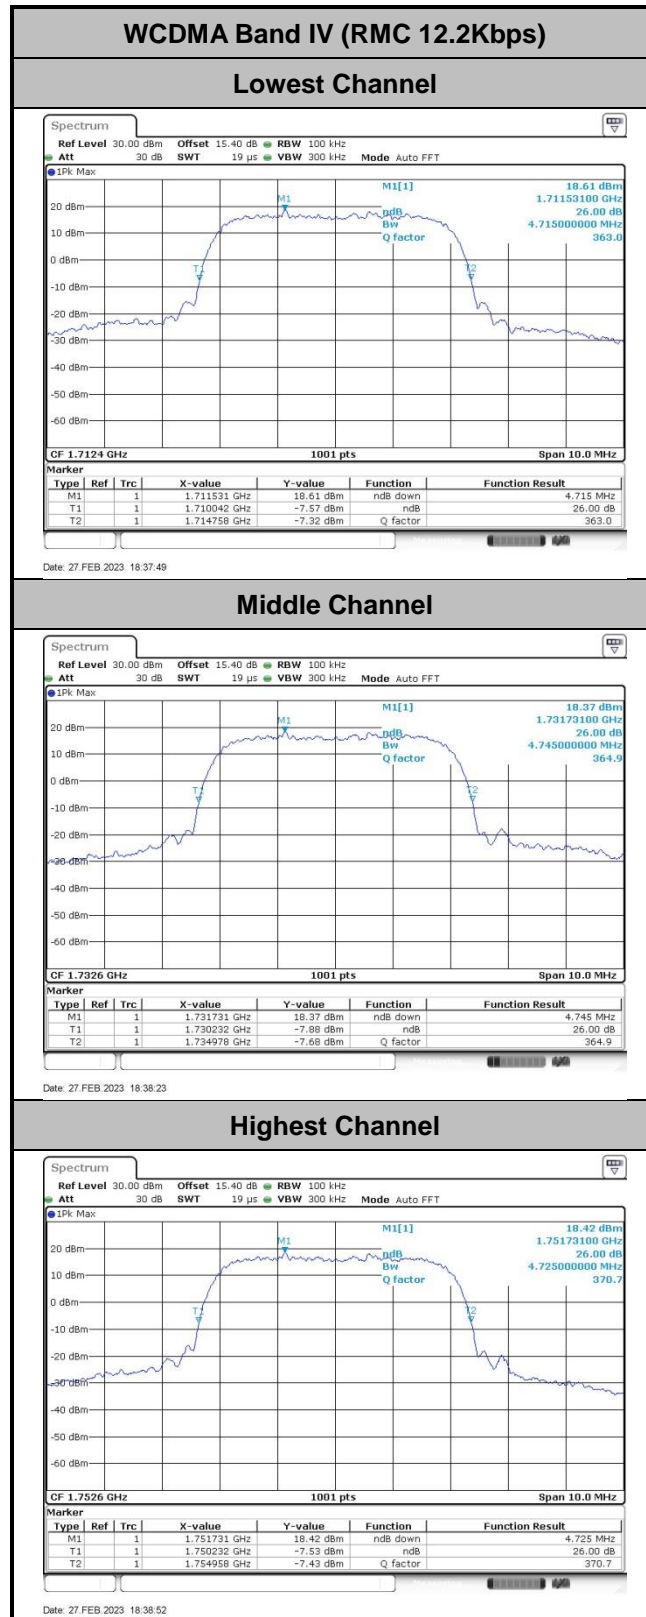 WCDMA Band IV (RMC 12.2Kbps)
Lowest Channel
Spectrum
Ref Level 30.00 dBm Offset 15.40 dB RBW 100 kHz
Att 30 dB SWT 19 µs VBW 300 kHz Mode Auto FFT
1Pk Max
M1[1] 18.61 dBm
1.71153100 GHz
M1
20 dBm
ndB 26.00 dB
Bw 4.715000000 MHz
10 dBm
Q factor 363.0
0 dBm
T1 T2
-10 dBm
-20 dBm
-30 dBm
-40 dBm
-50 dBm
-60 dBm
CF 1.7124 GHz 1001 pts Span 10.0 MHz
Marker
Type Ref Trc X-value Y-value Function Function Result
M1 1 1.711531 GHz 18.61 dBm ndB down 4.715 MHz
T1 1 1.710042 GHz -7.57 dBm ndB 26.00 dB
T2 1 1.714758 GHz -7.32 dBm Q factor 363.0
Date: 27.FEB.2023 18:37:49
Middle Channel
Spectrum
Ref Level 30.00 dBm Offset 15.40 dB RBW 100 kHz
Att 30 dB SWT 19 µs VBW 300 kHz Mode Auto FFT
1Pk Max
M1[1] 18.37 dBm
1.73173100 GHz
M1
20 dBm
ndB 26.00 dB
Bw 4.745000000 MHz
10 dBm
Q factor 364.9
0 dBm
T1 T2
-10 dBm
-20 dBm
-30 dBm
-40 dBm
-50 dBm
-60 dBm
CF 1.7326 GHz 1001 pts Span 10.0 MHz
Marker
Type Ref Trc X-value Y-value Function Function Result
M1 1 1.731731 GHz 18.37 dBm ndB down 4.745 MHz
T1 1 1.730232 GHz -7.88 dBm ndB 26.00 dB
T2 1 1.734978 GHz -7.68 dBm Q factor 364.9
Date: 27.FEB.2023 18:38:23
Highest Channel
Spectrum
Ref Level 30.00 dBm Offset 15.40 dB RBW 100 kHz
Att 30 dB SWT 19 µs VBW 300 kHz Mode Auto FFT
1Pk Max
M1[1] 18.42 dBm
1.75173100 GHz
M1
20 dBm
ndB 26.00 dB
Bw 4.725000000 MHz
10 dBm
Q factor 370.7
0 dBm
T1 T2
-10 dBm
-20 dBm
-30 dBm
-40 dBm
-50 dBm
-60 dBm
CF 1.7526 GHz 1001 pts Span 10.0 MHz
Marker
Type Ref Trc X-value Y-value Function Function Result
M1 1 1.751731 GHz 18.42 dBm ndB down 4.725 MHz
T1 1 1.750232 GHz -7.53 dBm ndB 26.00 dB
T2 1 1.754958 GHz -7.43 dBm Q factor 370.7
Date: 27.FEB.2023 18:38:52